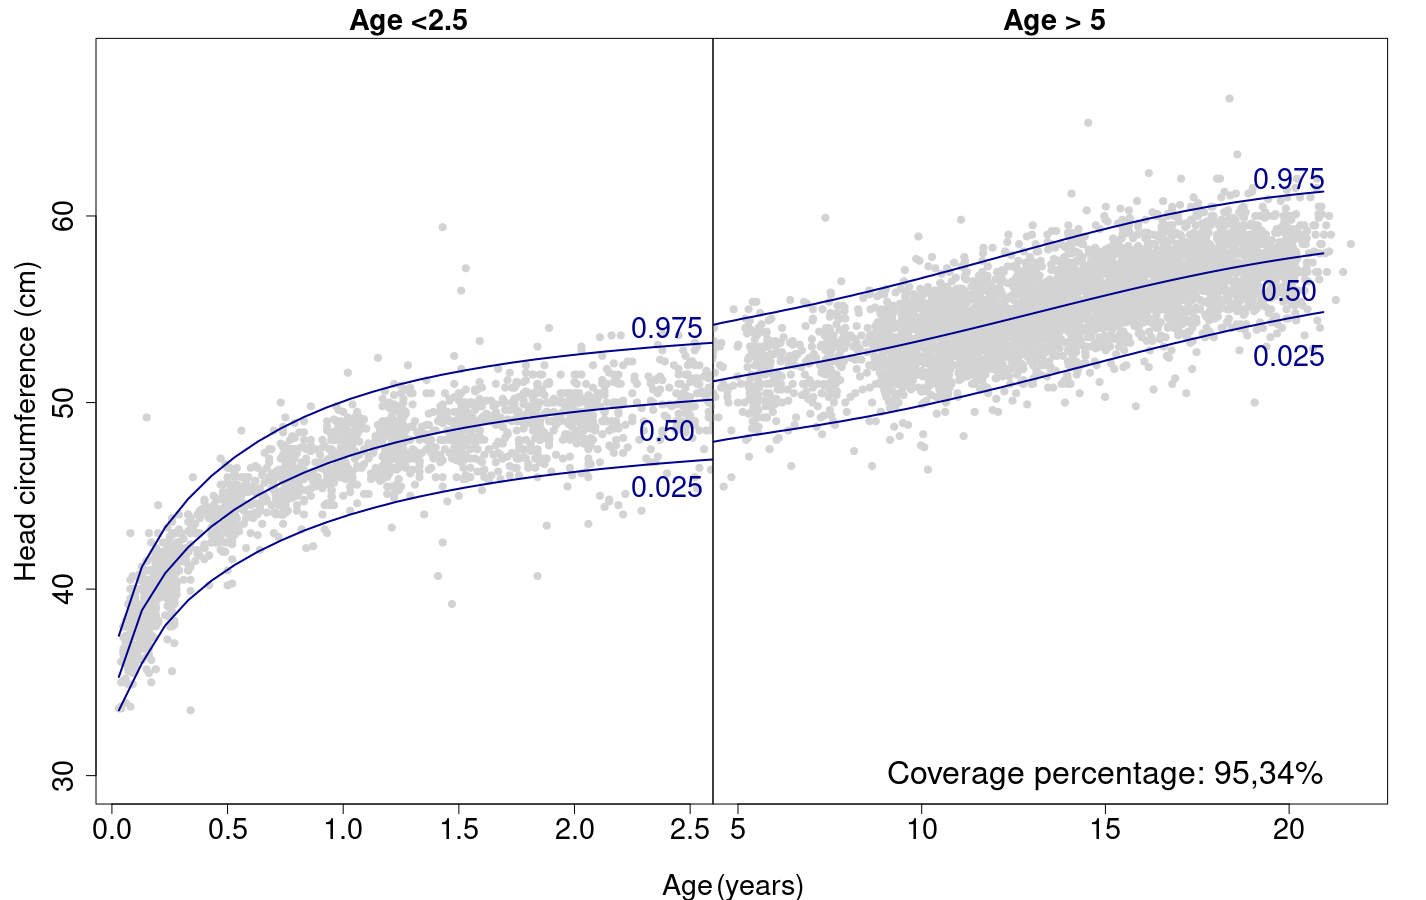 Age <2.5
Age > 5
Head circumference (cm)
60
50
40
30
0.975
0.50
0.025
0.975
0.50
0.025
Coverage percentage: 95,34%
0.0 0.5 1.0 1.5 2.0 2.5
5 10 15 20
Age (years)